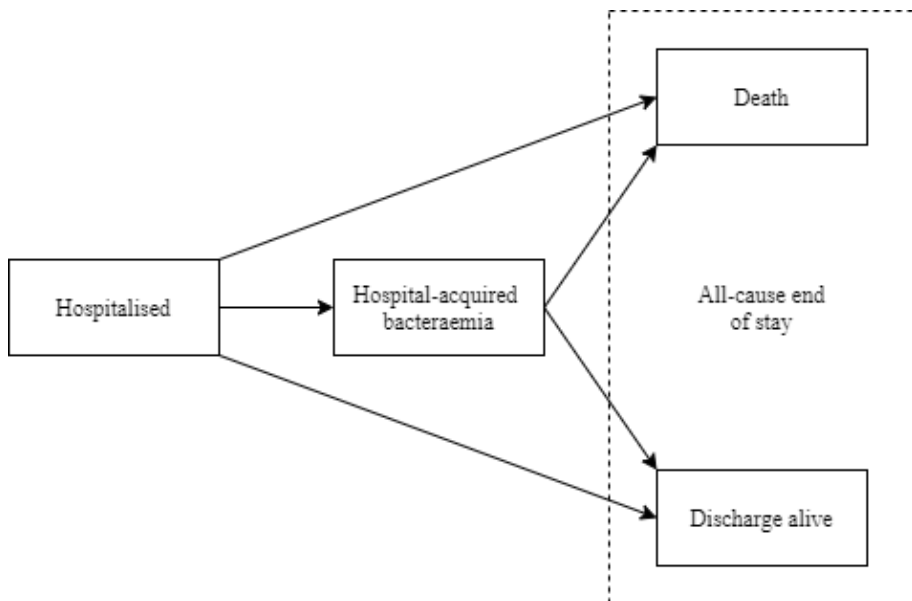 Death
Hospitalised
Hospital-acquired
bacteraemia
All-cause end
of stay
Discharge alive